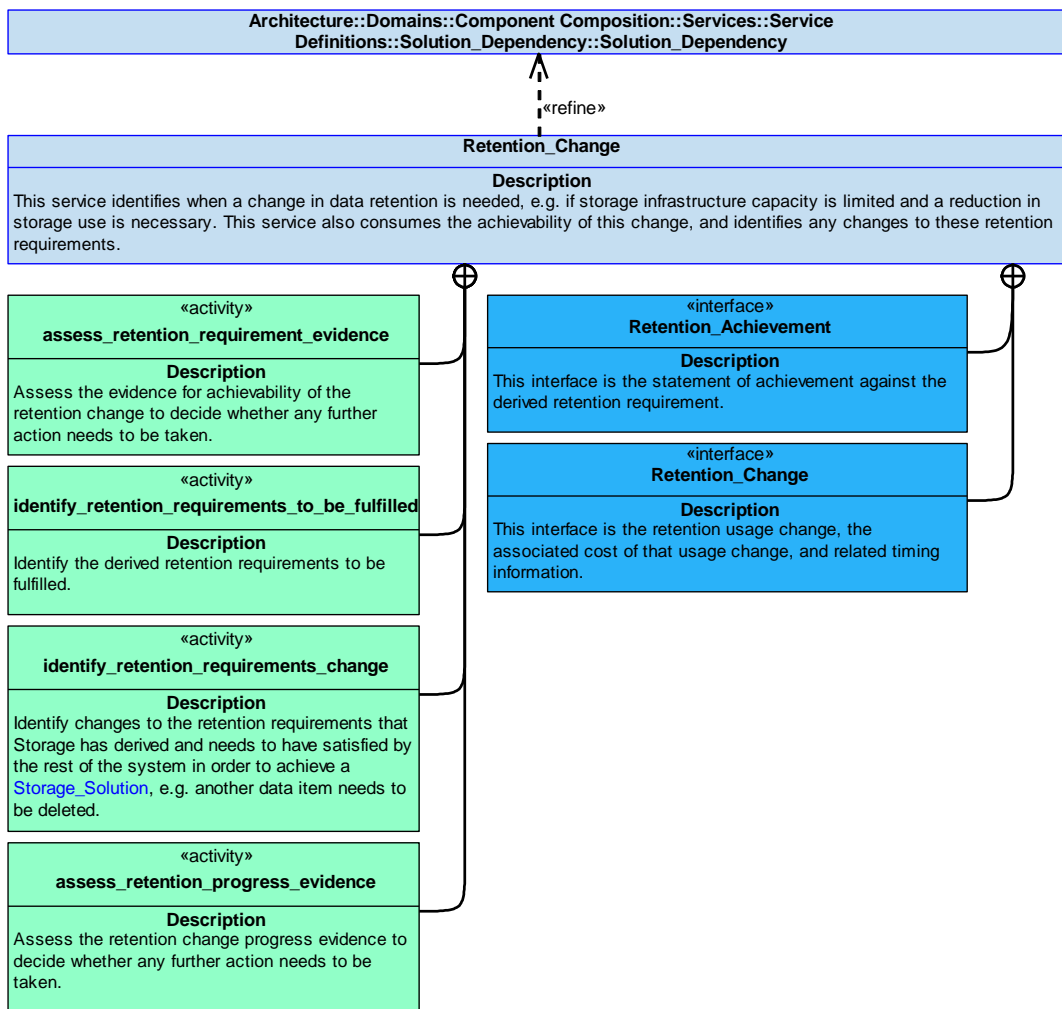 Architecture::Domains::Component Composition::Services::Service
Definitions::Solution_Dependency::Solution_Dependency
«refine»
Retention_Change
Description
This service identifies when a change in data retention is needed, e.g. if storage infrastructure capacity is limited and a reduction in
storage use is necessary. This service also consumes the achievability of this change, and identifies any changes to these retention
requirements.
«activity»
assess_retention_requirement_evidence
Description
Assess the evidence for achievability of the
retention change to decide whether any further
action needs to be taken.
«activity»
identify_retention_requirements_to_be_fulfilled
Description
Identify the derived retention requirements to be
fulfilled.
«activity»
identify_retention_requirements_change
Description
Identify changes to the retention requirements that
Storage has derived and needs to have satisfied by
the rest of the system in order to achieve a
Storage_Solution, e.g. another data item needs to
be deleted.
«activity»
assess_retention_progress_evidence
Description
Assess the retention change progress evidence to
decide whether any further action needs to be
taken.
«interface»
Retention_Achievement
Description
This interface is the statement of achievement against the
derived retention requirement.
«interface»
Retention_Change
Description
This interface is the retention usage change, the
associated cost of that usage change, and related timing
information.